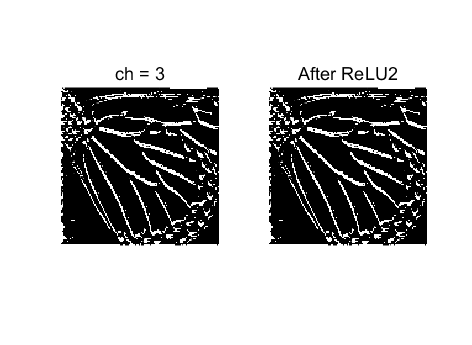 ch = 3
After ReLU2